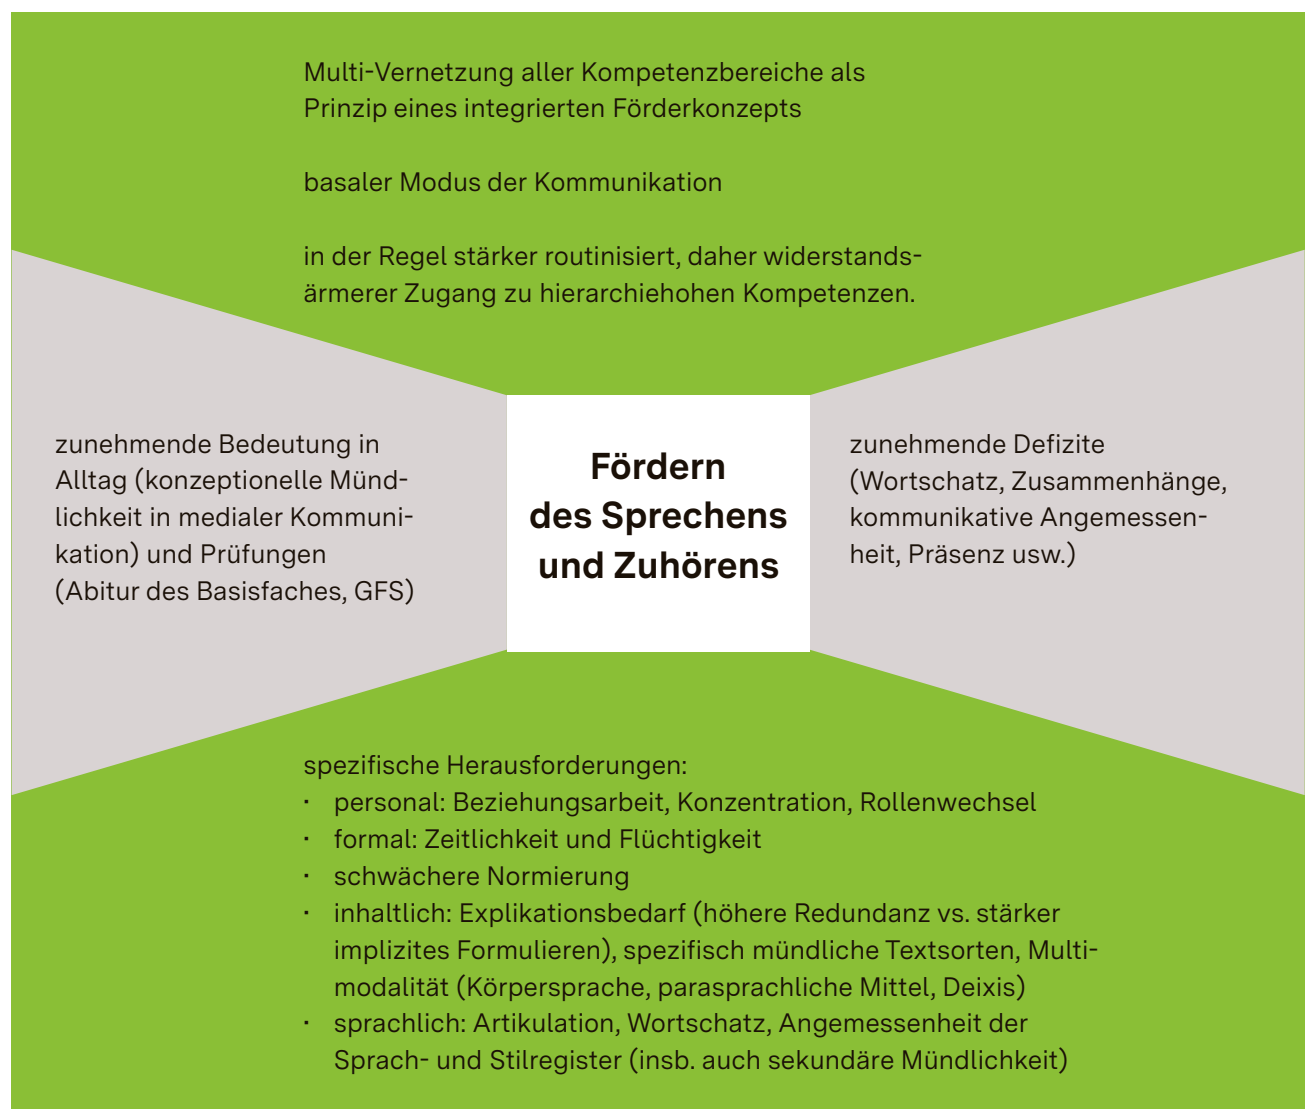 Multi-Vernetzung aller Kompetenzbereiche als
Prinzip eines integrierten Förderkonzepts
basaler Modus der Kommunikation
in der Regel stärker routinisiert, daher widerstands-
ärmerer Zugang zu hierarchiehohen Kompetenzen.
zunehmende Bedeutung in
Alltag (konzeptionelle Münd-
lichkeit in medialer Kommuni-
kation) und Prüfungen
(Abitur des Basisfaches, GFS)
Fördern
des Sprechens
und Zuhörens
zunehmende Defizite
(Wortschatz, Zusammenhänge,
kommunikative Angemessen-
heit, Präsenz usw.)
spezifische Herausforderungen:
· personal: Beziehungsarbeit, Konzentration, Rollenwechsel
· formal: Zeitlichkeit und Flüchtigkeit
· schwächere Normierung
· inhaltlich: Explikationsbedarf (höhere Redundanz vs. stärker
implizites Formulieren), spezifisch mündliche Textsorten, Multi-
modalität (Körpersprache, parasprachliche Mittel, Deixis)
· sprachlich: Artikulation, Wortschatz, Angemessenheit der
Sprach- und Stilregister (insb. auch sekundäre Mündlichkeit)